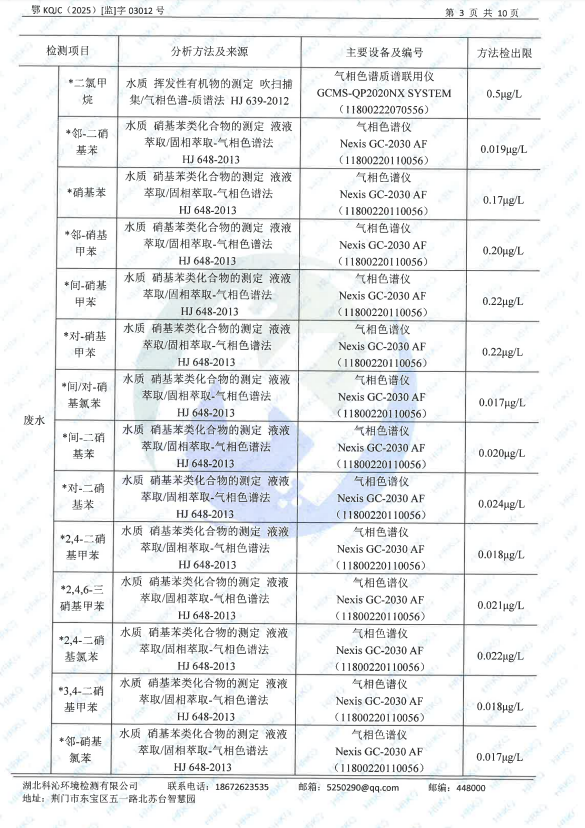 鄂 KQJC（2025）[监]字 03012 号
第 3 页 共 10 页
检测项目 分析方法及来源 主要设备及编号 方法检出限
废水
*二氯甲
烷
水质 挥发性有机物的测定 吹扫捕
集/气相色谱-质谱法 HJ 639-2012
气相色谱质谱联用仪
GCMS-QP2020NX SYSTEM
（11800222070556）
0.5μg/L
*邻-二硝
基苯
水质 硝基苯类化合物的测定 液液
萃取/固相萃取-气相色谱法
HJ 648-2013
气相色谱仪
Nexis GC-2030 AF
（11800220110056）
0.019μg/L
*硝基苯
水质 硝基苯类化合物的测定 液液
萃取/固相萃取-气相色谱法
HJ 648-2013
气相色谱仪
Nexis GC-2030 AF
（11800220110056）
0.17μg/L
*邻-硝基
甲苯
水质 硝基苯类化合物的测定 液液
萃取/固相萃取-气相色谱法
HJ 648-2013
气相色谱仪
Nexis GC-2030 AF
（11800220110056）
0.20μg/L
*间-硝基
甲苯
水质 硝基苯类化合物的测定 液液
萃取/固相萃取-气相色谱法
HJ 648-2013
气相色谱仪
Nexis GC-2030 AF
（11800220110056）
0.22μg/L
*对-硝基
甲苯
水质 硝基苯类化合物的测定 液液
萃取/固相萃取-气相色谱法
HJ 648-2013
气相色谱仪
Nexis GC-2030 AF
（11800220110056）
0.22μg/L
*间/对-硝
基氯苯
水质 硝基苯类化合物的测定 液液
萃取/固相萃取-气相色谱法
HJ 648-2013
气相色谱仪
Nexis GC-2030 AF
（11800220110056）
0.017μg/L
*间-二硝
基苯
水质 硝基苯类化合物的测定 液液
萃取/固相萃取-气相色谱法
HJ 648-2013
气相色谱仪
Nexis GC-2030 AF
（11800220110056）
0.020μg/L
*对-二硝
基苯
水质 硝基苯类化合物的测定 液液
萃取/固相萃取-气相色谱法
HJ 648-2013
气相色谱仪
Nexis GC-2030 AF
（11800220110056）
0.024μg/L
*2,4-二硝
基甲苯
水质 硝基苯类化合物的测定 液液
萃取/固相萃取-气相色谱法
HJ 648-2013
气相色谱仪
Nexis GC-2030 AF
（11800220110056）
0.018μg/L
*2,4,6-三
硝基甲苯
水质 硝基苯类化合物的测定 液液
萃取/固相萃取-气相色谱法
HJ 648-2013
气相色谱仪
Nexis GC-2030 AF
（11800220110056）
0.021μg/L
*2,4-二硝
基氯苯
水质 硝基苯类化合物的测定 液液
萃取/固相萃取-气相色谱法
HJ 648-2013
气相色谱仪
Nexis GC-2030 AF
（11800220110056）
0.022μg/L
*3,4-二硝
基甲苯
水质 硝基苯类化合物的测定 液液
萃取/固相萃取-气相色谱法
HJ 648-2013
气相色谱仪
Nexis GC-2030 AF
（11800220110056）
0.018μg/L
*邻-硝基
氯苯
水质 硝基苯类化合物的测定 液液
萃取/固相萃取-气相色谱法
HJ 648-2013
气相色谱仪
Nexis GC-2030 AF
（11800220110056）
0.017μg/L
湖北科沁环境检测有限公司 联系电话：18672623535 邮箱：5250290@qq.com 邮编：448000
地址：荆门市东宝区五一路北苏台智慧园